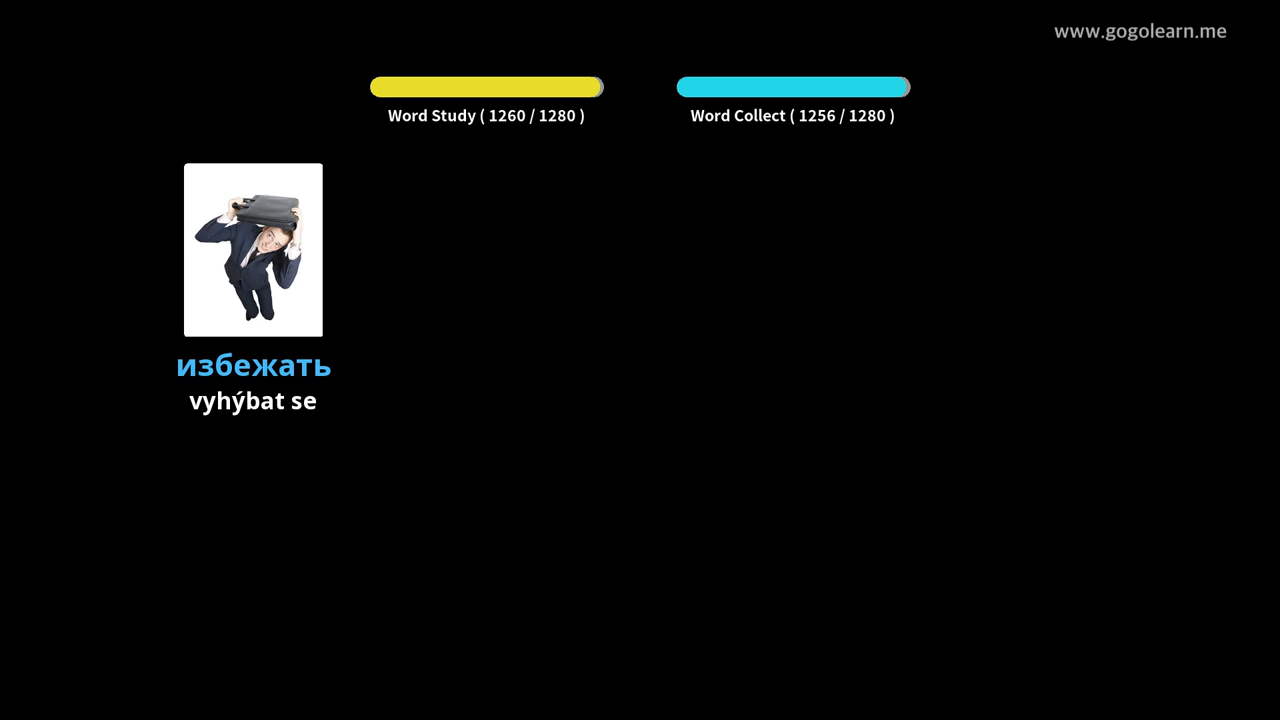 www.gogolearn.me
Word Study ( 1260 / 1280 )
Word Collect ( 1256 / 1280 )
избежать
vyhýbat se